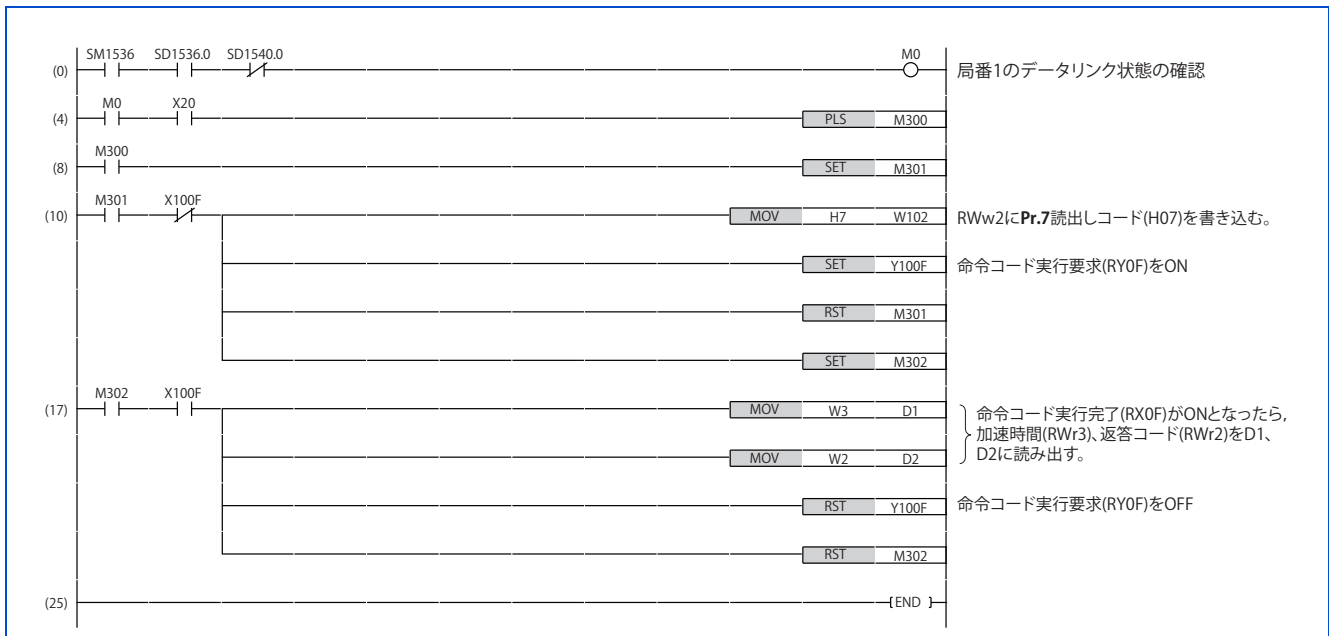 SM1536 SD1536.0 SD1540.0 M0
(0) 局番1のデータリンク状態の確認
M0 X20
(4) PLS M300
M300
(8) SET M301
M301 X100F
(10) MOV H7 W102 RWw2にPr.7読出しコード(H07)を書き込む。
SET Y100F 命令コード実行要求(RY0F)をON
RST M301
SET M302
M302 X100F
(17) MOV W3 D1 命令コード実行完了(RX0F)がONとなったら,
加速時間(RWr3)、返答コード(RWr2)をD1、
MOV W2 D2 D2に読み出す。
RST Y100F 命令コード実行要求(RY0F)をOFF
RST M302
(25) END